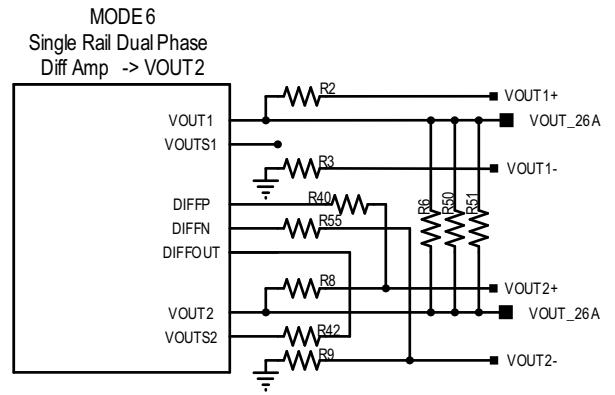 MODE 6
Single Rail Dual Phase
Diff Amp -> VOUT2
R2
VOUT1+
VOUT1
VOUT_26A
VOUTS1
R3
VOUT1-
R40
DIFFP
R6
R50
R51
DIFFN
R55
DIFFOUT
R8
VOUT2+
VOUT2
VOUT_26A
VOUTS2
R42
R9
VOUT2-